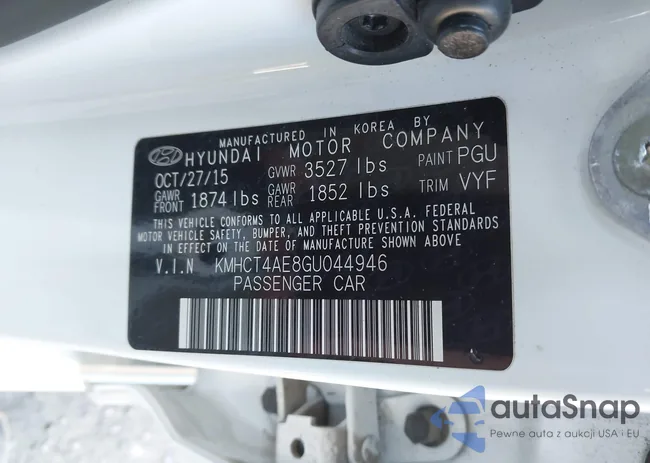 MANUFACTURED IN KOREA BY
HYUNDAI MOTOR COMPANY
OCT/27/15 GVWR 3527 lbs PAINT PGU
GAWR FRONT 1874 lbs GAWR REAR 1852 lbs TRIM VYF
THIS VEHICLE CONFORMS TO ALL APPLICABLE U.S.A. FEDERAL
MOTOR VEHICLE SAFETY, BUMPER, AND THEFT PREVENTION STANDARDS
IN EFFECT ON THE DATE OF MANUFACTURE SHOWN ABOVE
V.I.N KMHCT4AE8GU044946
PASSENGER CAR
autaSnap
Pewne auta z aukcji USA i EU